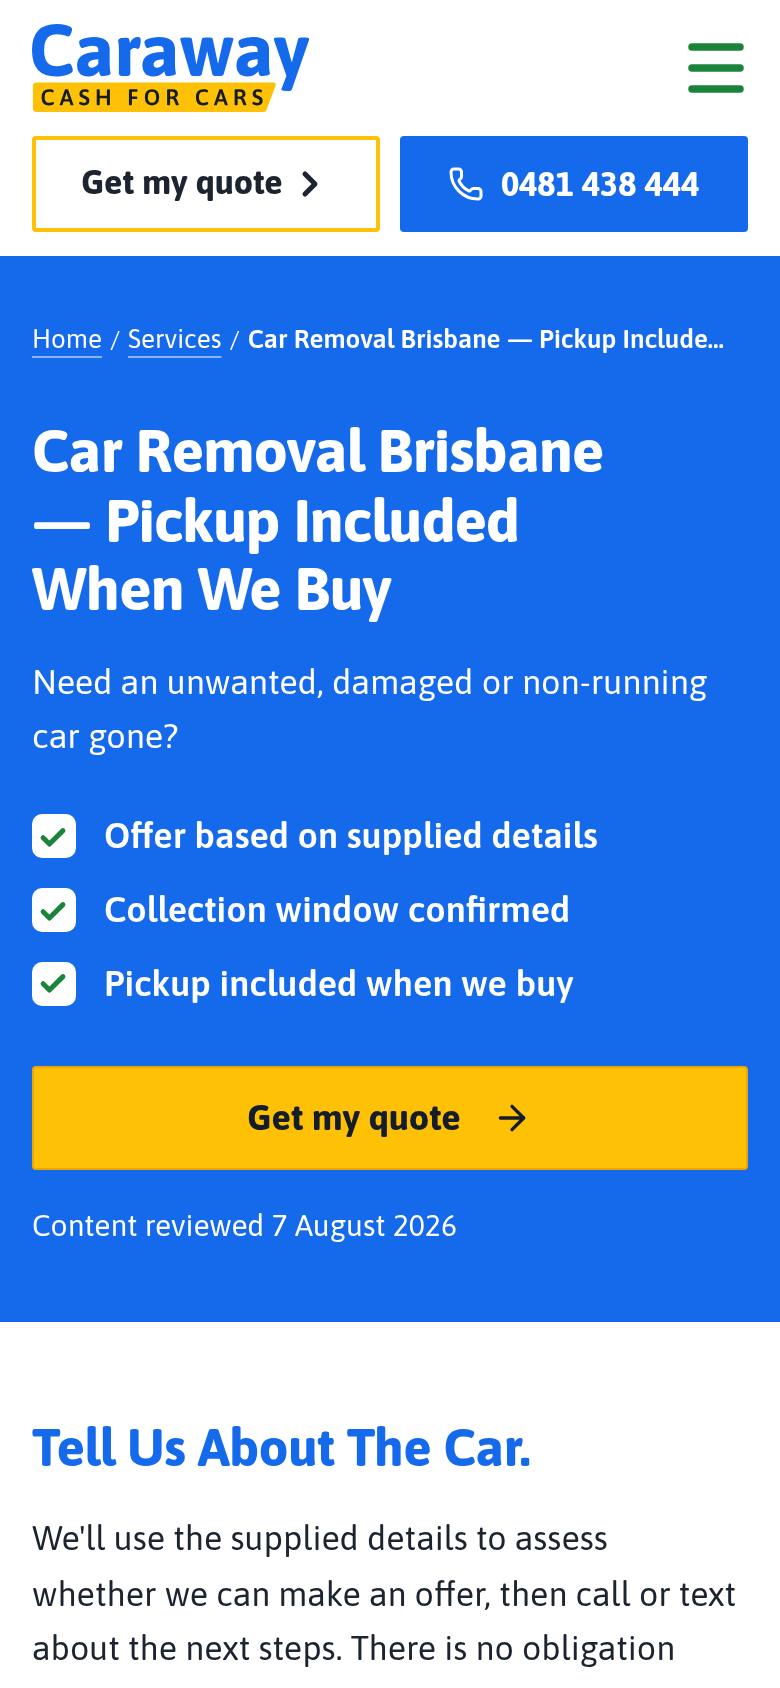 Caraway
CASH FOR CARS
Get my quote
0481 438 444
Home / Services / Car Removal Brisbane — Pickup Include...
Car Removal Brisbane
— Pickup Included
When We Buy
Need an unwanted, damaged or non-running
car gone?
Offer based on supplied details
Collection window confirmed
Pickup included when we buy
Get my quote
Content reviewed 7 August 2026
Tell Us About The Car.
We'll use the supplied details to assess
whether we can make an offer, then call or text
about the next steps. There is no obligation